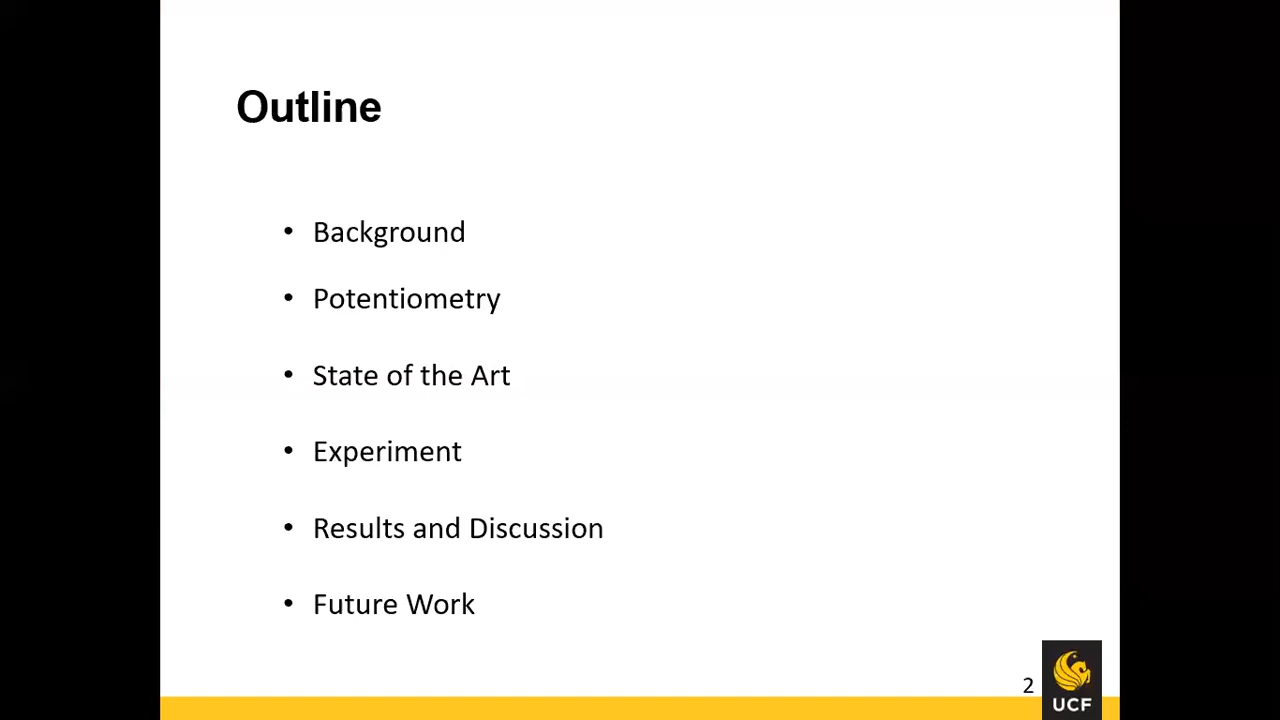 Outline
• Background
• Potentiometry
• State of the Art
• Experiment
• Results and Discussion
• Future Work
2
UCF